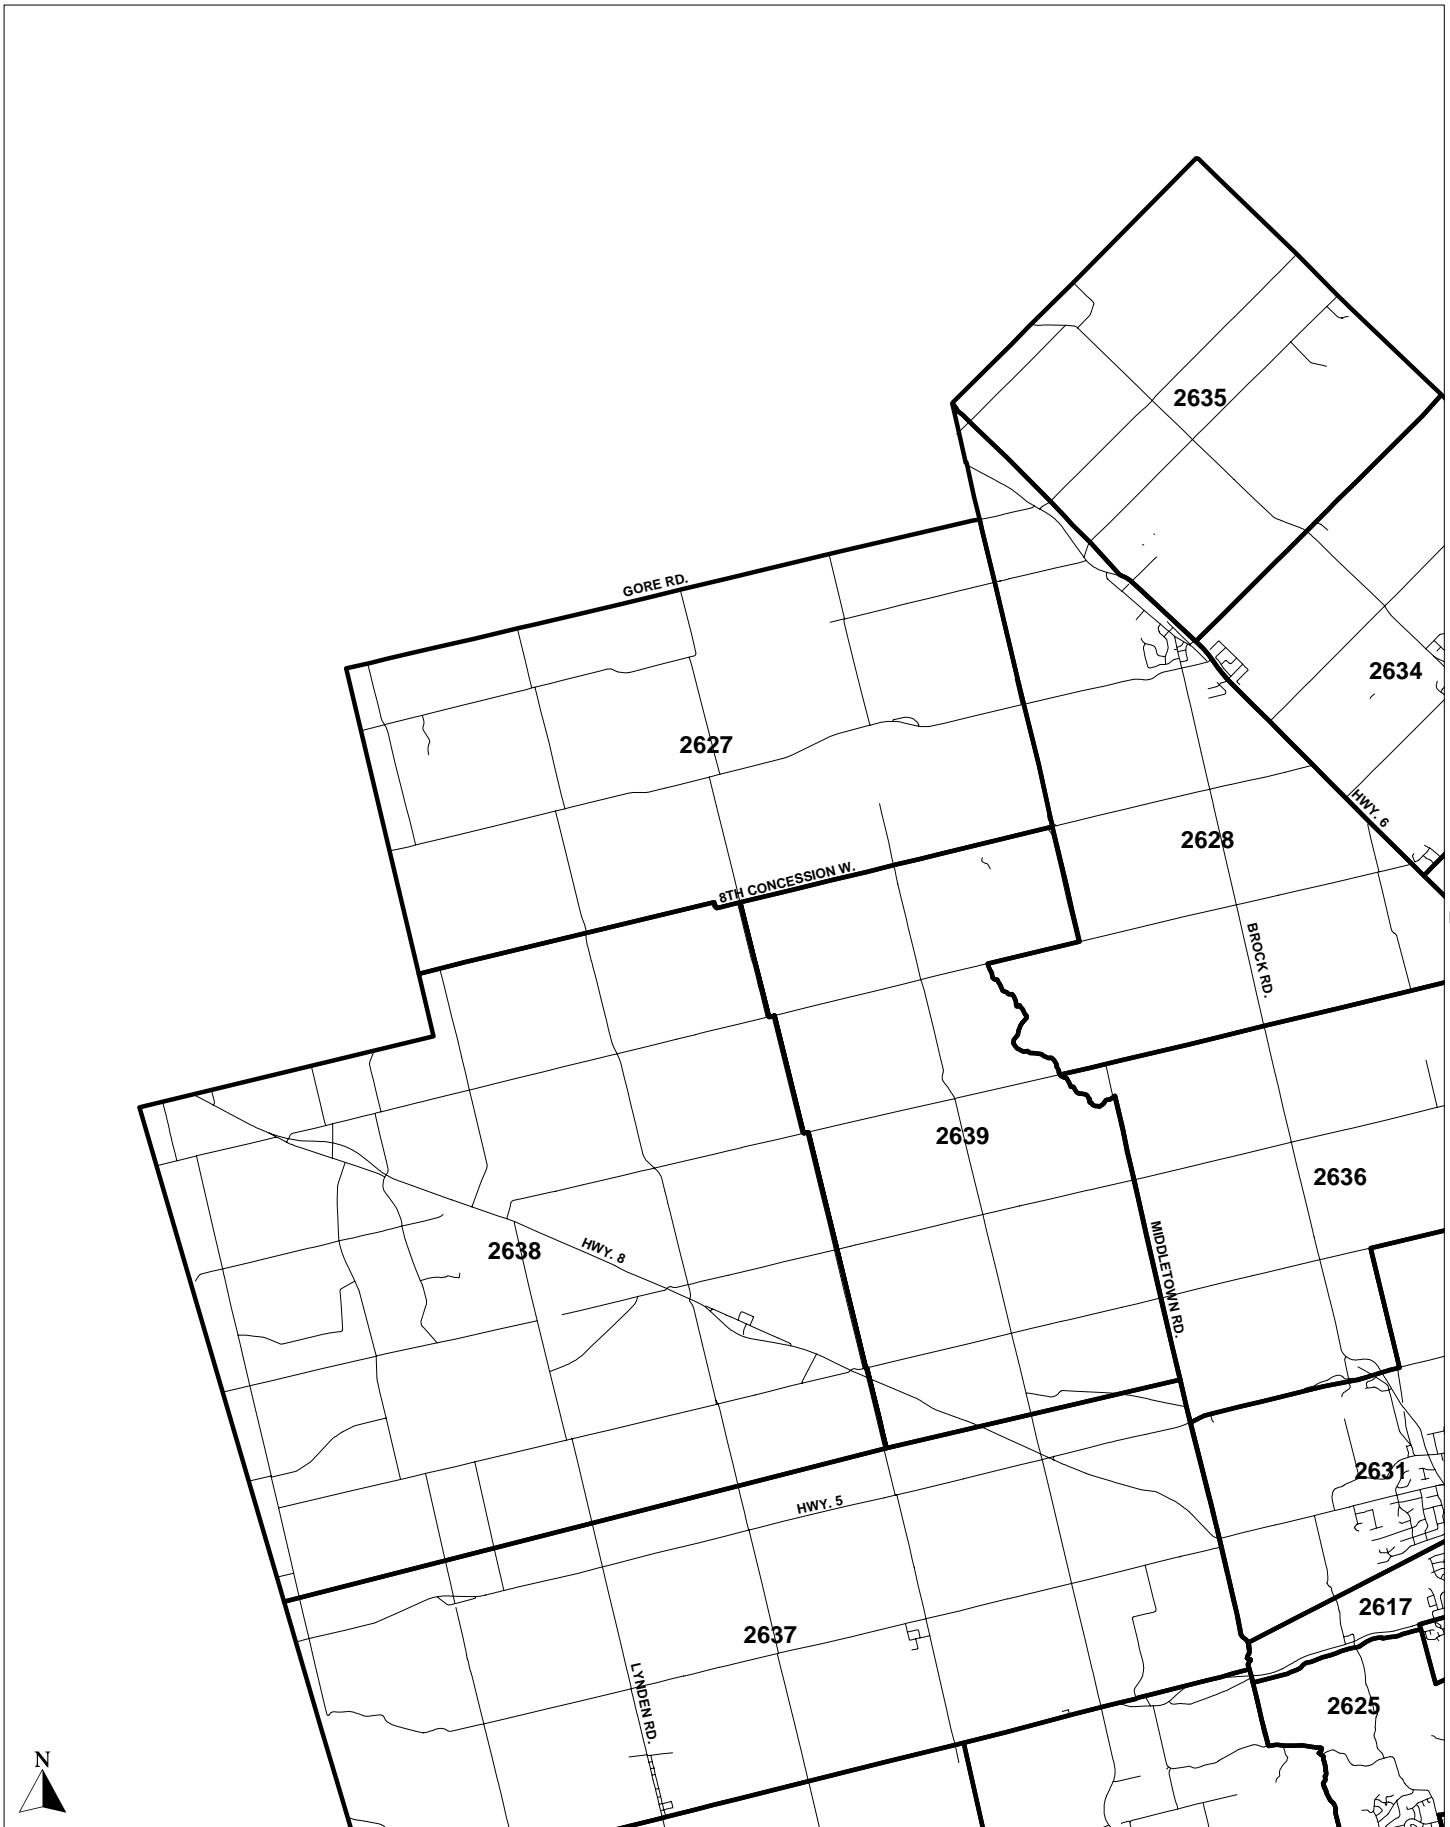 2635
GORE RD.
2634
2627
HWY. 6
2628
8TH CONCESSION W.
BROCK RD.
2639
2636
2638
HWY. 8
MIDDLETOWN RD.
2631
HWY. 5
2617
2637
LYNDEN RD.
2625
N